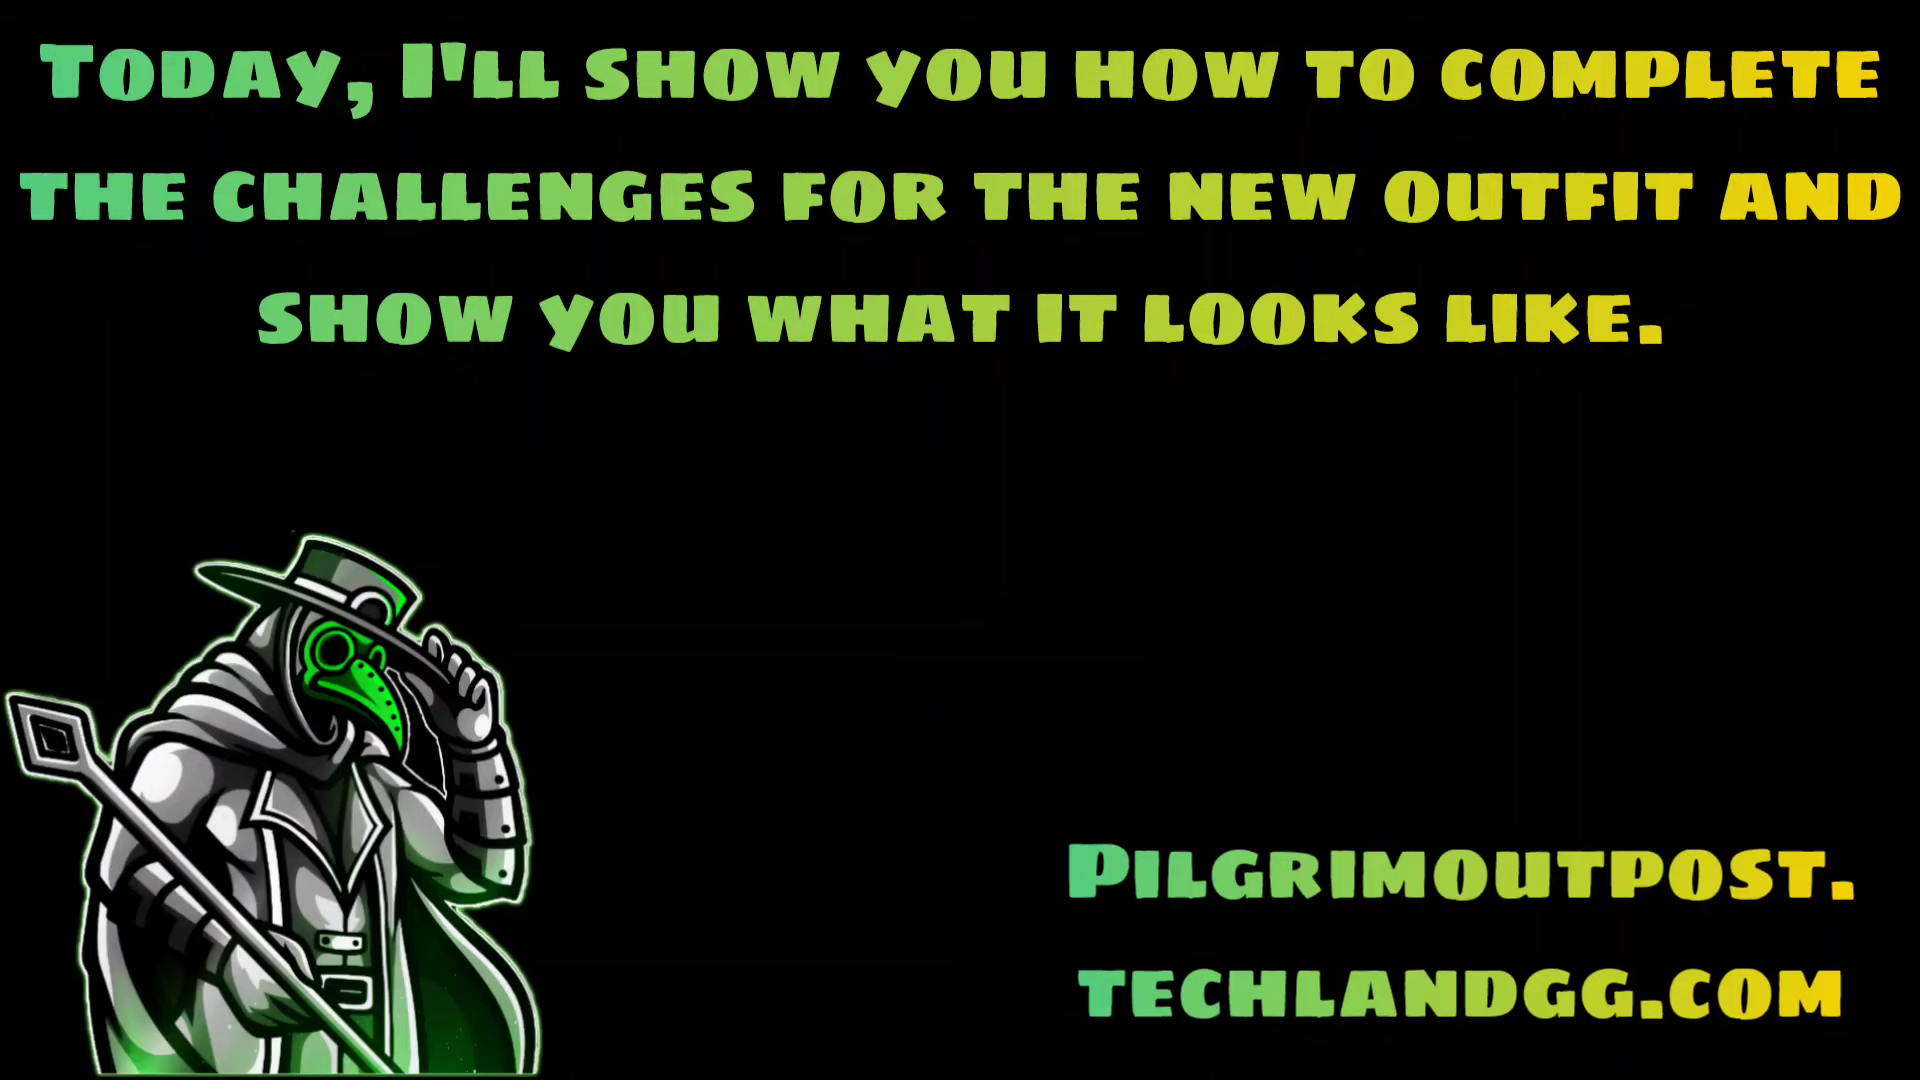 Today, I'll show you how to complete
the challenges for the new outfit and
show you what it looks like.
Pilgrimoutpost.
techlandgg.com